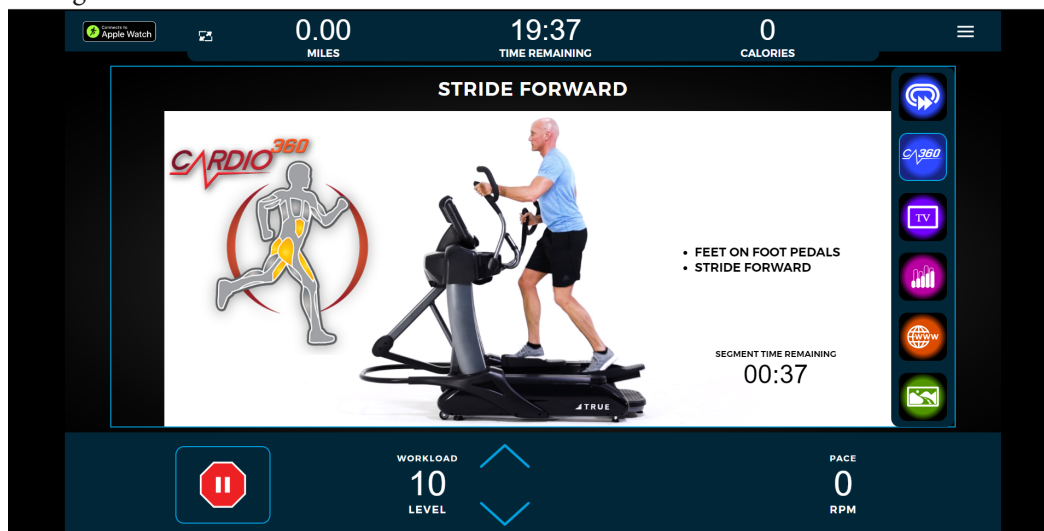 Connects to
Apple Watch
0.00
MILES
19:37
TIME REMAINING
0
CALORIES
STRIDE FORWARD
CARDIO360
• FEET ON FOOT PEDALS
• STRIDE FORWARD
SEGMENT TIME REMAINING
00:37
TRUE
CA360
TV
WWW
WORKLOAD
10
LEVEL
PACE
0
RPM